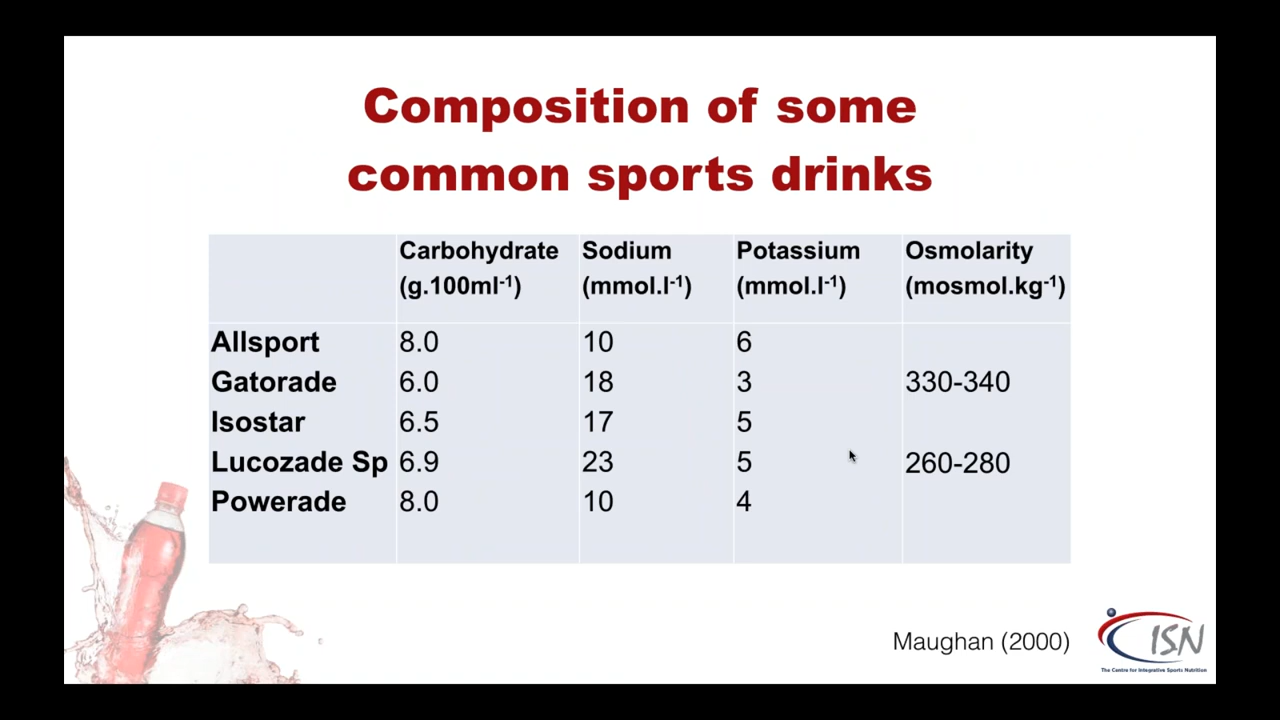 Composition of some
common sports drinks
Carbohydrate Sodium Potassium Osmolarity
(g.100ml⁻¹) (mmol.l⁻¹) (mmol.l⁻¹) (mosmol.kg⁻¹)
Allsport 8.0 10 6
Gatorade 6.0 18 3 330-340
Isostar 6.5 17 5
Lucozade Sp 6.9 23 5 260-280
Powerade 8.0 10 4
Maughan (2000)
ISN
The Centre for Integrative Sports Nutrition